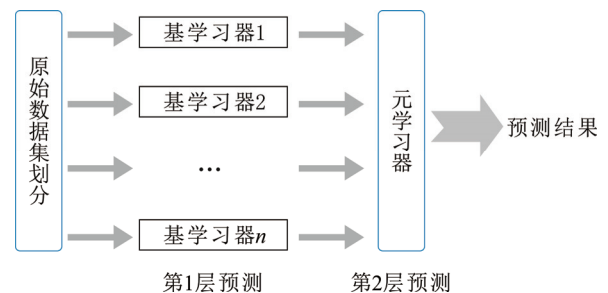 原始数据集划分
基学习器1
基学习器2
...
基学习器n
元学习器
预测结果
第1层预测
第2层预测